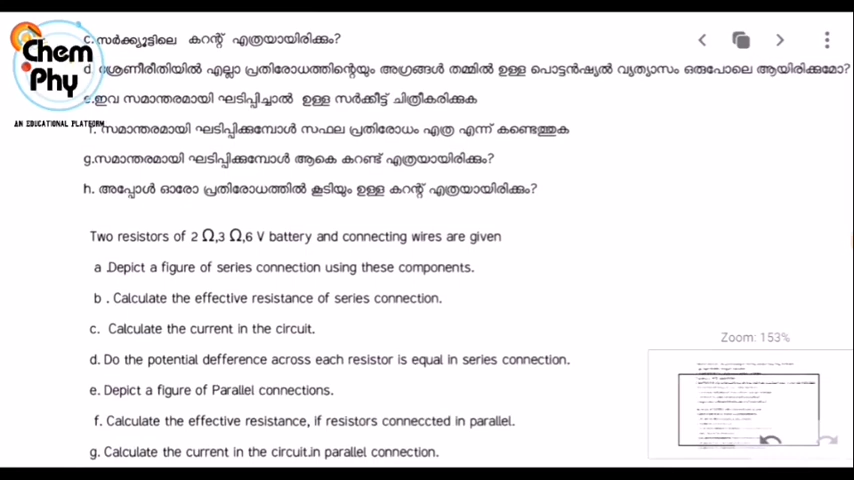 c.സർക്ക്യൂട്ടിലെ കറന്റ് എത്രയായിരിക്കും?
d. ശ്രേണീരീതിയിൽ എല്ലാ പ്രതിരോധത്തിന്റെയും അഗ്രങ്ങൾ തമ്മിൽ ഉള്ള പൊട്ടൻഷ്യൽ വ്യത്യാസം ഒരുപോലെ ആയിരിക്കുമോ?
Chem
Phy
AN EDUCATIONAL PLATFORM
e.ഇവ സമാന്തരമായി ഘടിപ്പിച്ചാൽ ഉള്ള സർക്കീട്ട് ചിത്രീകരിക്കുക
f. സമാന്തരമായി ഘടിപ്പിക്കുമ്പോൾ സഫല പ്രതിരോധം എത്ര എന്ന് കണ്ടെത്തുക
g.സമാന്തരമായി ഘടിപ്പിക്കുമ്പോൾ ആകെ കറണ്ട് എത്രയായിരിക്കും?
h. അപ്പോൾ ഓരോ പ്രതിരോധത്തിൽ കൂടിയും ഉള്ള കറന്റ് എത്രയായിരിക്കും?
Two resistors of 2 Ω,3 Ω,6 V battery and connecting wires are given
a .Depict a figure of series connection using these components.
b . Calculate the effective resistance of series connection.
c. Calculate the current in the circuit.
Zoom: 153%
d. Do the potential defference across each resistor is equal in series connection.
e. Depict a figure of Parallel connections.
f. Calculate the effective resistance, if resistors conneccted in parallel.
g. Calculate the current in the circuit.in parallel connection.